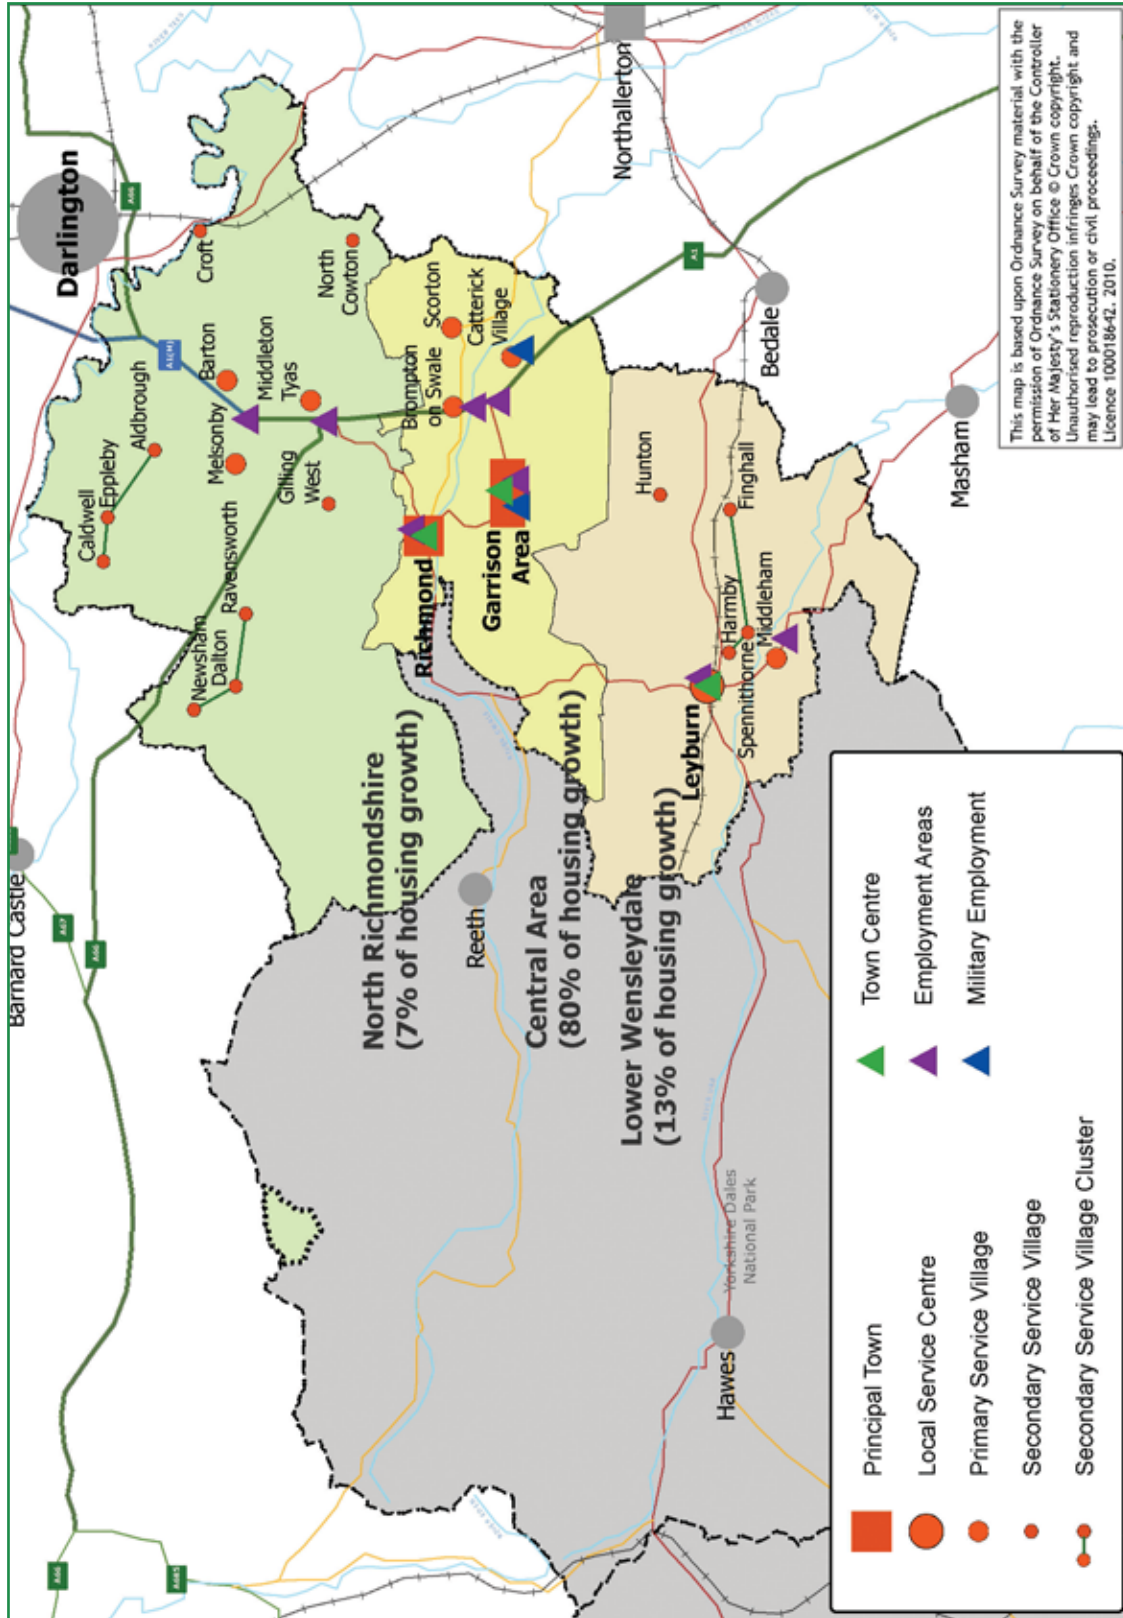 Darlington
Barnard Castle
Northallerton
Bedale
Masham
Reeth
Hawes
A66
A66
A66
A67
A685
A1(M)
A1
Croft
North
Cowton
Barton
Middleton
Tyas
Melsonby
Aldbrough
Eppleby
Caldwell
Gilling
West
Ravensworth
Dalton
Newsham
Scorton
Catterick
Village
Brompton
on Swale
Richmond
Garrison
Area
Hunton
Finghall
Harmby
Spennithorne
Middleham
Leyburn
North Richmondshire
(7% of housing growth)
Central Area
(80% of housing growth)
Lower Wensleydale
(13% of housing growth)
Yorkshire Dales
National Park
RIVER TEES
Principal Town
Local Service Centre
Primary Service Village
Secondary Service Village
Secondary Service Village Cluster
Town Centre
Employment Areas
Military Employment
This map is based upon Ordnance Survey material with the
permission of Ordnance Survey on behalf of the Controller
of Her Majesty's Stationery Office © Crown copyright.
Unauthorised reproduction infringes Crown copyright and
may lead to prosecution or civil proceedings.
Licence 100018642. 2010.